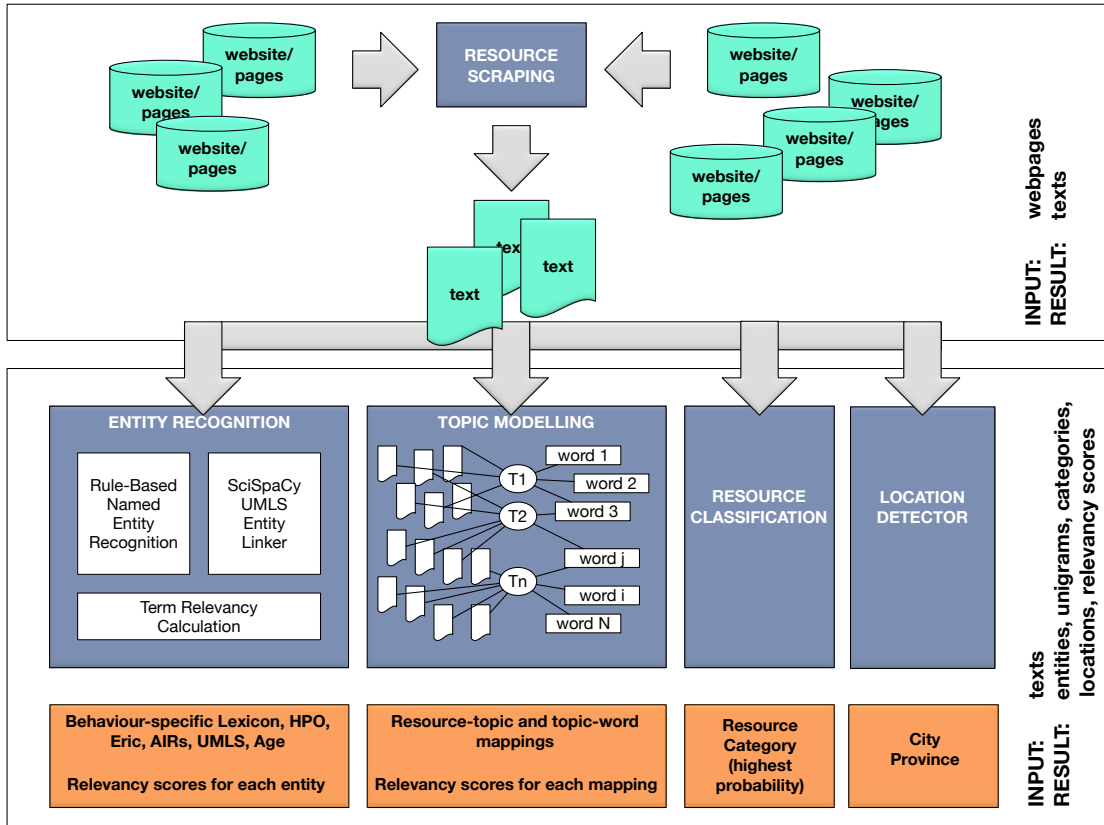 website/
pages
website/
pages
website/
pages
RESOURCE
SCRAPING
website/
pages
website/
pages
website/
pages
website/
pages
text
text
text
INPUT: webpages
RESULT: texts
ENTITY RECOGNITION
Rule-Based
Named
Entity
Recognition
SciSpaCy
UMLS
Entity
Linker
Term Relevancy
Calculation
TOPIC MODELLING
T1
T2
Tn
word 1
word 2
word 3
word j
word i
word N
RESOURCE
CLASSIFICATION
LOCATION
DETECTOR
Behaviour-specific Lexicon, HPO,
Eric, AIRs, UMLS, Age
Relevancy scores for each entity
Resource-topic and topic-word
mappings
Relevancy scores for each mapping
Resource
Category
(highest
probability)
City
Province
INPUT: texts
RESULT: entities, unigrams, categories,
locations, relevancy scores